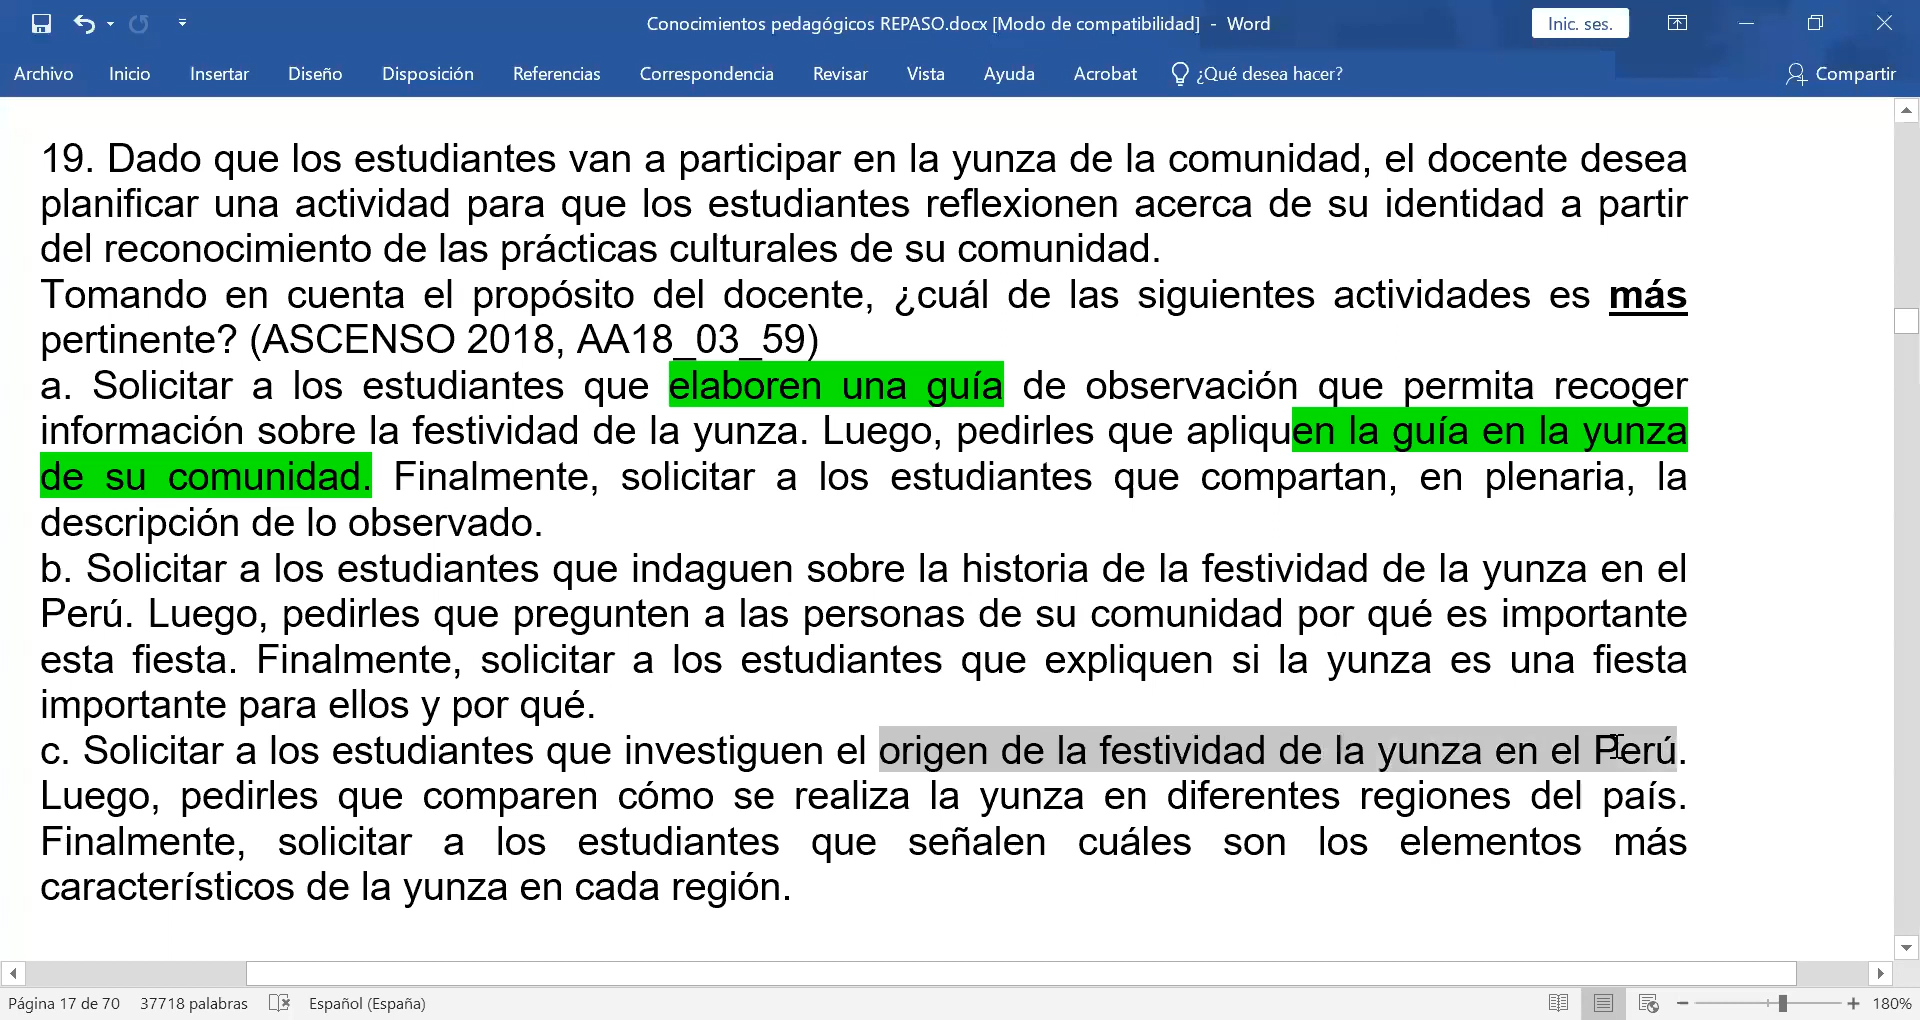 Conocimientos pedagógicos REPASO.docx [Modo de compatibilidad] - Word
Inic. ses.
Archivo Inicio Insertar Diseño Disposición Referencias Correspondencia Revisar Vista Ayuda Acrobat ¿Qué desea hacer? Compartir
19. Dado que los estudiantes van a participar en la yunza de la comunidad, el docente desea
planificar una actividad para que los estudiantes reflexionen acerca de su identidad a partir
del reconocimiento de las prácticas culturales de su comunidad.
Tomando en cuenta el propósito del docente, ¿cuál de las siguientes actividades es más
pertinente? (ASCENSO 2018, AA18_03_59)
a. Solicitar a los estudiantes que elaboren una guía de observación que permita recoger
información sobre la festividad de la yunza. Luego, pedirles que apliquen la guía en la yunza
de su comunidad. Finalmente, solicitar a los estudiantes que compartan, en plenaria, la
descripción de lo observado.
b. Solicitar a los estudiantes que indaguen sobre la historia de la festividad de la yunza en el
Perú. Luego, pedirles que pregunten a las personas de su comunidad por qué es importante
esta fiesta. Finalmente, solicitar a los estudiantes que expliquen si la yunza es una fiesta
importante para ellos y por qué.
c. Solicitar a los estudiantes que investiguen el origen de la festividad de la yunza en el Perú.
Luego, pedirles que comparen cómo se realiza la yunza en diferentes regiones del país.
Finalmente, solicitar a los estudiantes que señalen cuáles son los elementos más
característicos de la yunza en cada región.
Página 17 de 70 37718 palabras Español (España) 180%